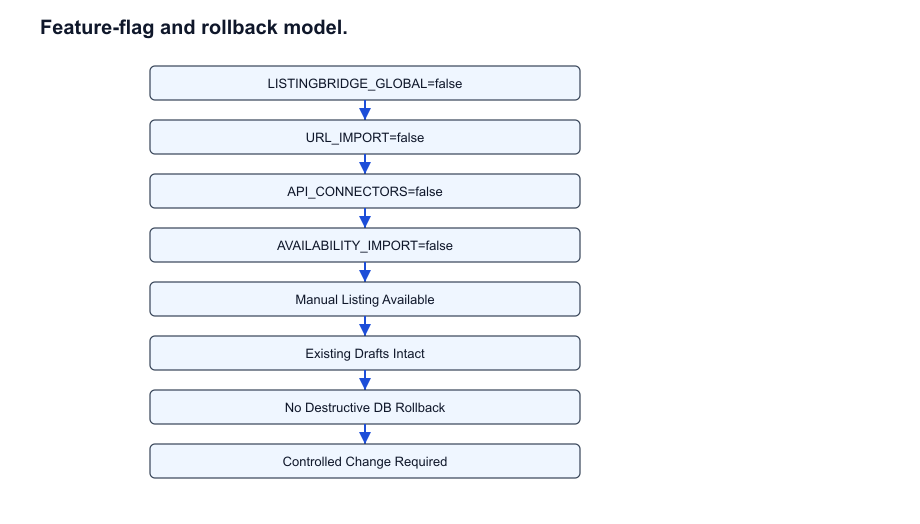 Feature-flag and rollback model.
LISTINGBRIDGE_GLOBAL=false
URL_IMPORT=false
API_CONNECTORS=false
AVAILABILITY_IMPORT=false
Manual Listing Available
Existing Drafts Intact
No Destructive DB Rollback
Controlled Change Required